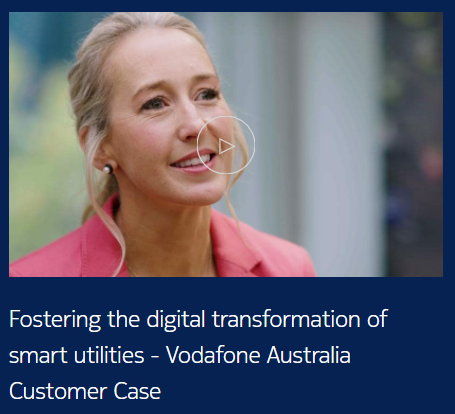 Fostering the digital transformation of
smart utilities - Vodafone Australia
Customer Case